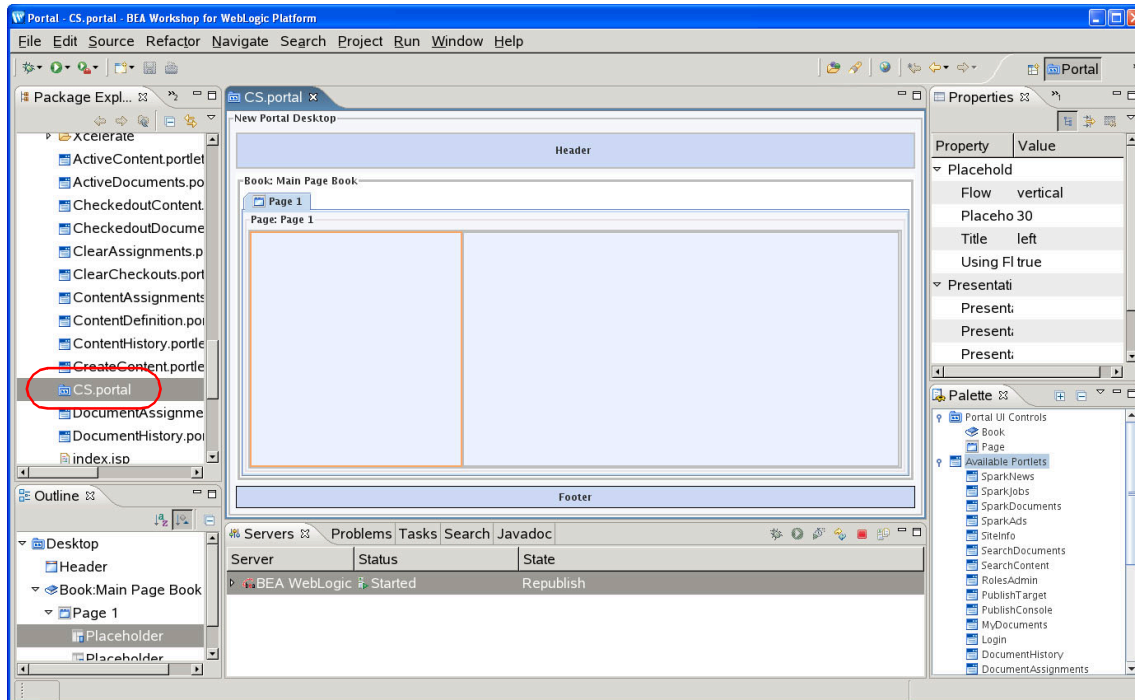 Portal - CS.portal - BEA Workshop for WebLogic Platform
File Edit Source Refactor Navigate Search Project Run Window Help
Portal
Package Expl...
Xcelerate
ActiveContent.portlet
ActiveDocuments.po
CheckedoutContent.
CheckedoutDocume
ClearAssignments.p
ClearCheckouts.port
ContentAssignments
ContentDefinition.por
ContentHistory.portle
CreateContent.portle
CS.portal
DocumentAssignme
DocumentHistory.por
index.jsp
Outline
Desktop
Header
Book:Main Page Book
Page 1
Placeholder
Placeholder
CS.portal
New Portal Desktop
Header
Book: Main Page Book
Page 1
Page: Page 1
Footer
Servers Problems Tasks Search Javadoc
Server Status State
BEA WebLogic Started Republish
Properties
Property Value
Placehold
Flow vertical
Placeho 30
Title left
Using Fl true
Presentati
Present
Present
Present
Palette
Portal UI Controls
Book
Page
Available Portlets
SparkNews
SparkJobs
SparkDocuments
SparkAds
SiteInfo
SearchDocuments
SearchContent
RolesAdmin
PublishTarget
PublishConsole
MyDocuments
Login
DocumentHistory
DocumentAssignments